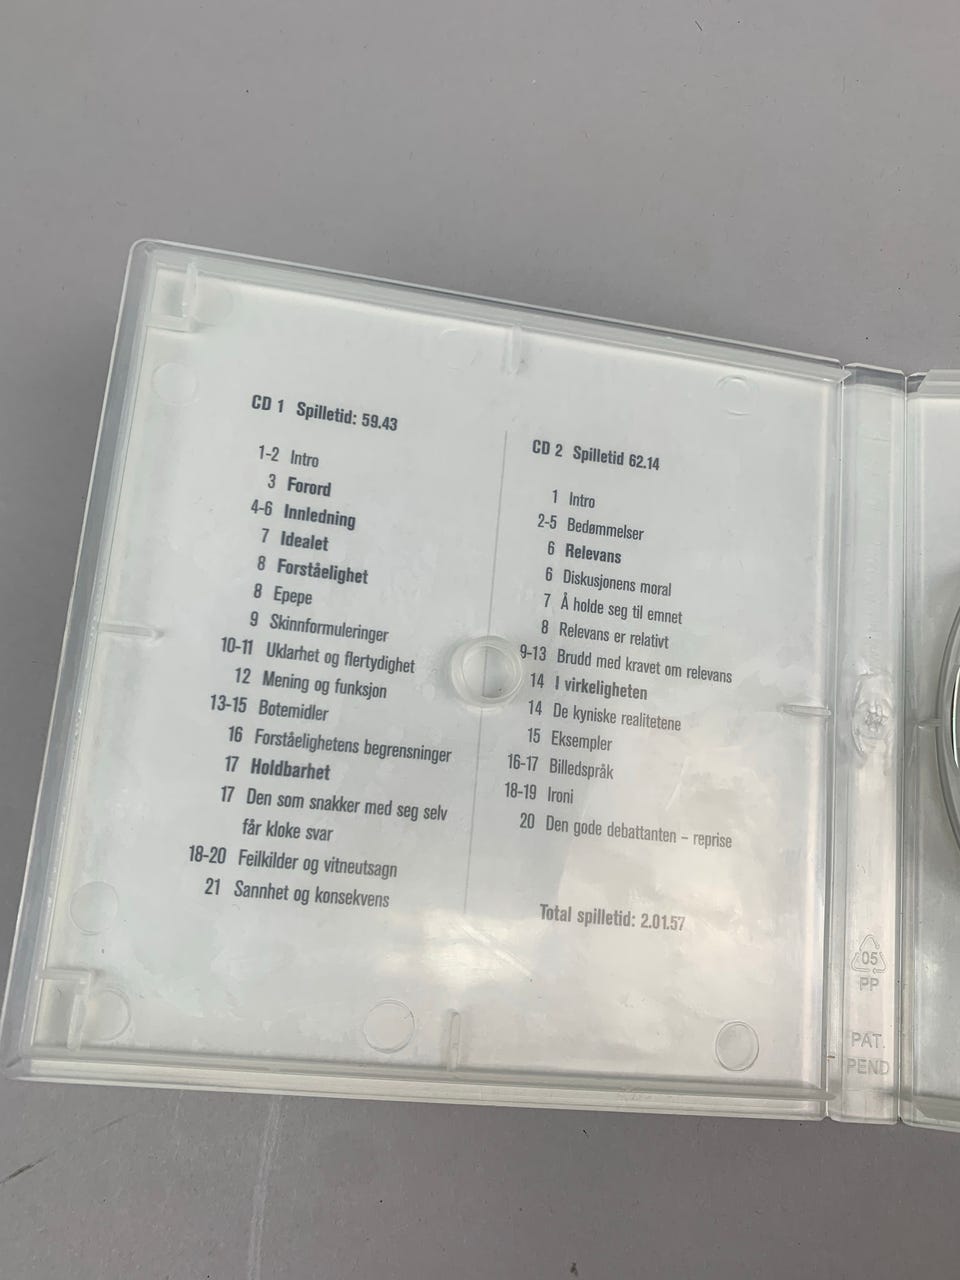 CD 1 Spilletid: 59.43
1-2 Intro
3 Forord
4-6 Innledning
7 Idealet
8 Forståelighet
8 Epepe
9 Skinnformuleringer
10-11 Uklarhet og flertydighet
12 Mening og funksjon
13-15 Botemidler
16 Forståelighetens begrensninger
17 Holdbarhet
17 Den som snakker med seg selv
får kloke svar
18-20 Feilkilder og vitneutsagn
21 Sannhet og konsekvens
CD 2 Spilletid 62.14
1 Intro
2-5 Bedømmelser
6 Relevans
6 Diskusjonens moral
7 Å holde seg til emnet
8 Relevans er relativt
9-13 Brudd med kravet om relevans
14 I virkeligheten
14 De kyniske realitetene
15 Eksempler
16-17 Billedspråk
18-19 Ironi
20 Den gode debattanten – reprise
Total spilletid: 2.01.57
05
PP
PAT.
PEND